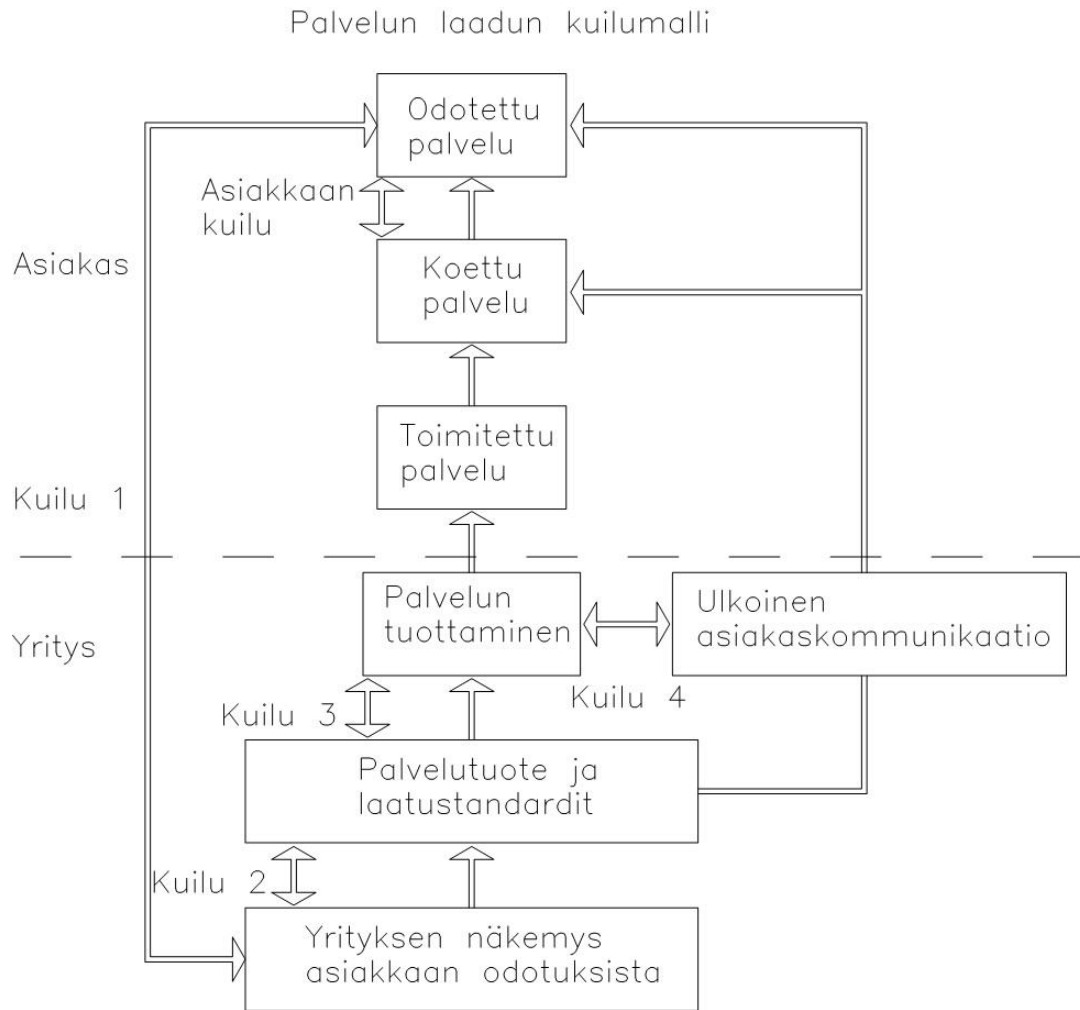 Palvelun laadun kuilumalli
Odotettu
palvelu
Asiakkaan
kuilu
Asiakas
Koettu
palvelu
Toimitettu
palvelu
Kuilu 1
Palvelun
tuottaminen
Ulkoinen
asiakaskommunikaatio
Yritys
Kuilu 4
Kuilu 3
Palvelutuote ja
laatustandardit
Kuilu 2
Yrityksen näkemys
asiakkaan odotuksista